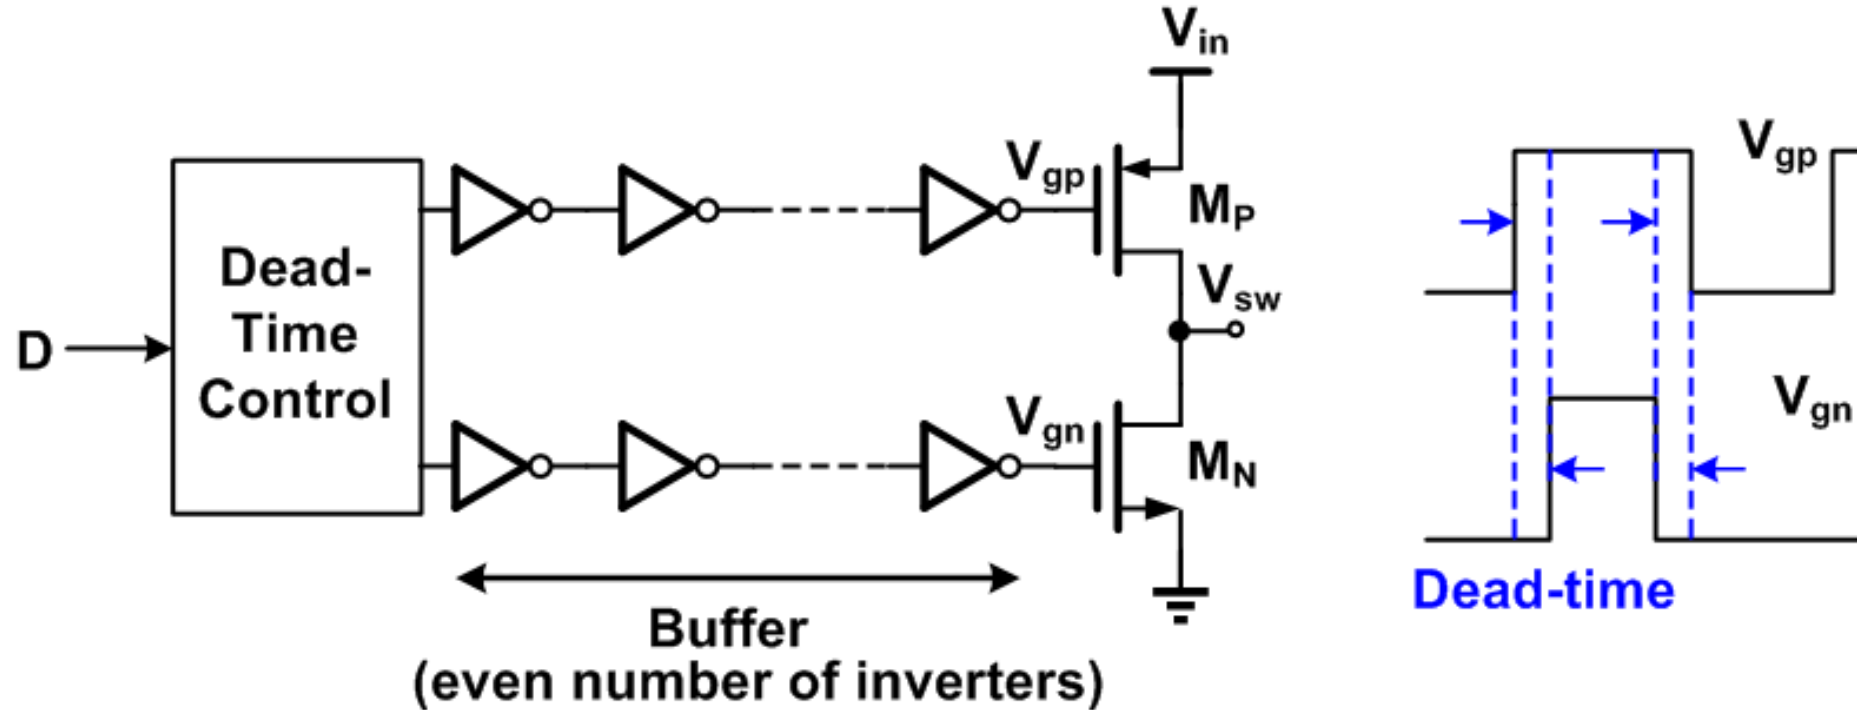 V_in
V_gp
V_gp
M_P
Dead-
Time
Control
V_sw
D
V_gn
V_gn
M_N
Dead-time
Buffer
(even number of inverters)